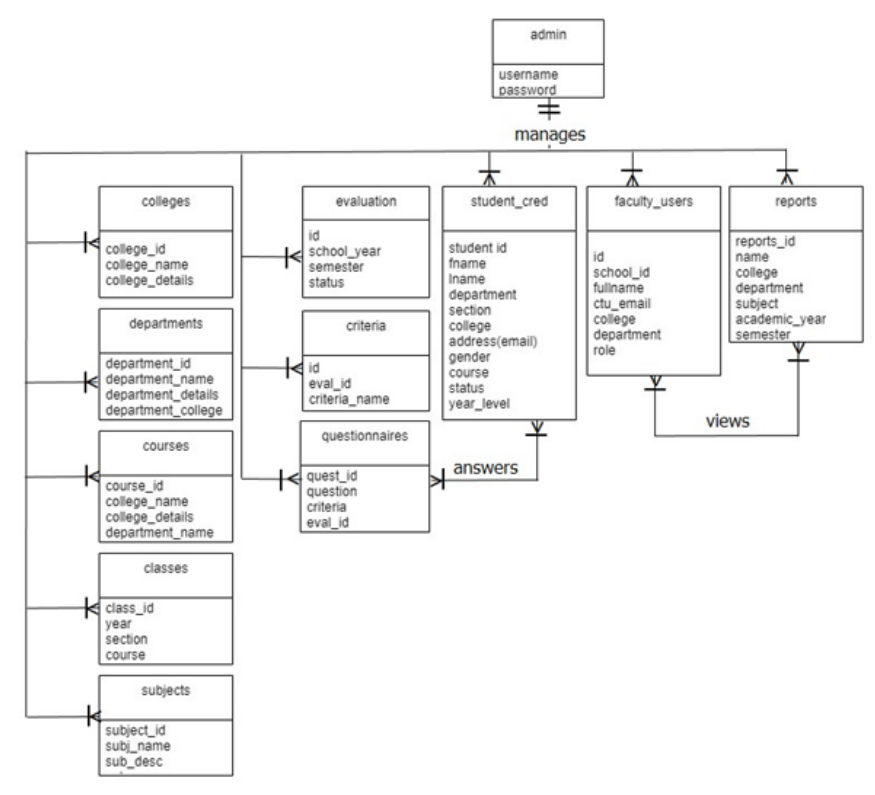 admin
username
password
manages
colleges
college_id
college_name
college_details
departments
department_id
department_name
department_details
department_college
courses
course_id
college_name
college_details
department_name
classes
class_id
year
section
course
subjects
subject_id
subj_name
sub_desc
evaluation
id
school_year
semester
status
criteria
id
eval_id
criteria_name
questionnaires
quest_id
question
criteria
eval_id
answers
student_cred
student id
fname
lname
department
section
college
address(email)
gender
course
status
year_level
faculty_users
id
school_id
fullname
ctu_email
college
department
role
views
reports
reports_id
name
college
department
subject
academic_year
semester